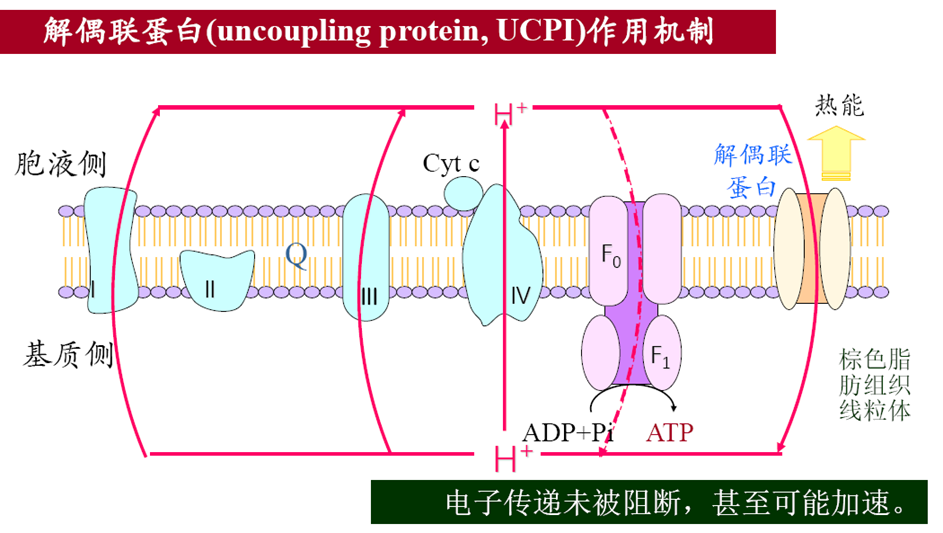 解偶联蛋白(uncoupling protein, UCPI)作用机制
热能
H+
胞液侧
Cyt c
解偶联
蛋白
Q
F0
I
II
III
IV
基质侧
F1
棕色脂
肪组织
线粒体
ADP+Pi
ATP
H+
电子传递未被阻断，甚至可能加速。